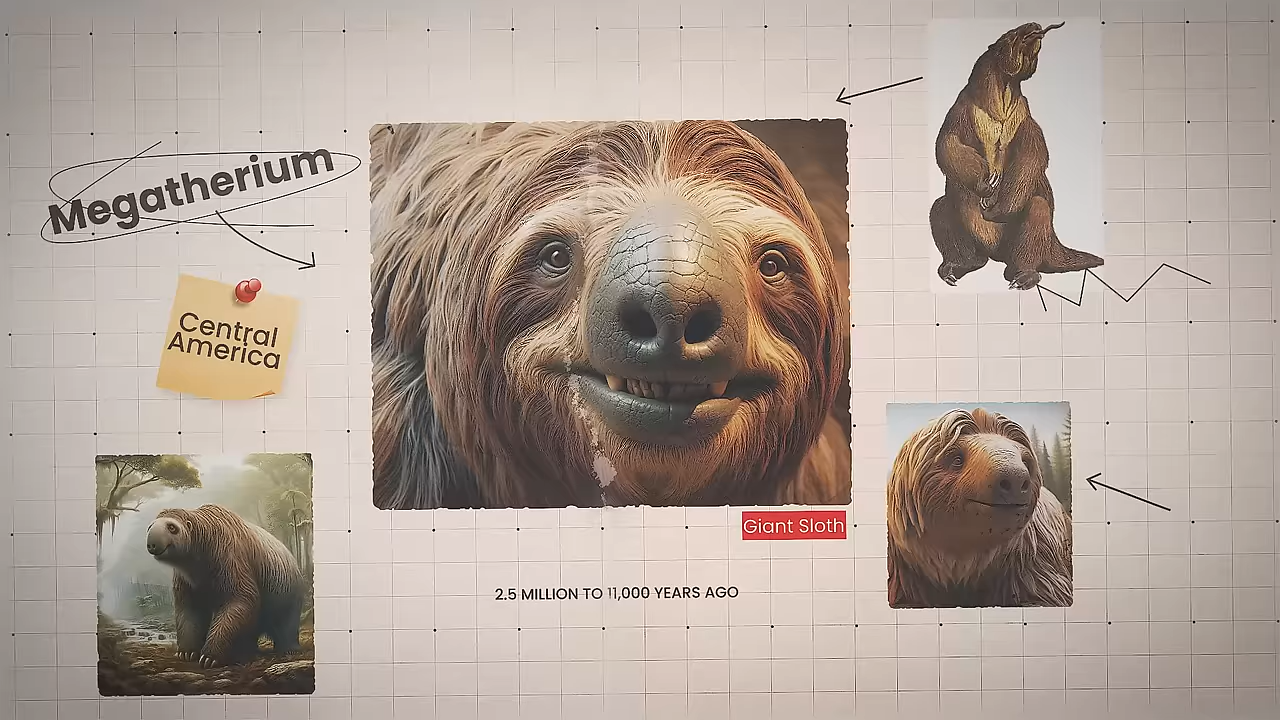 Megatherium
Central
America
Giant Sloth
2.5 MILLION TO 11,000 YEARS AGO